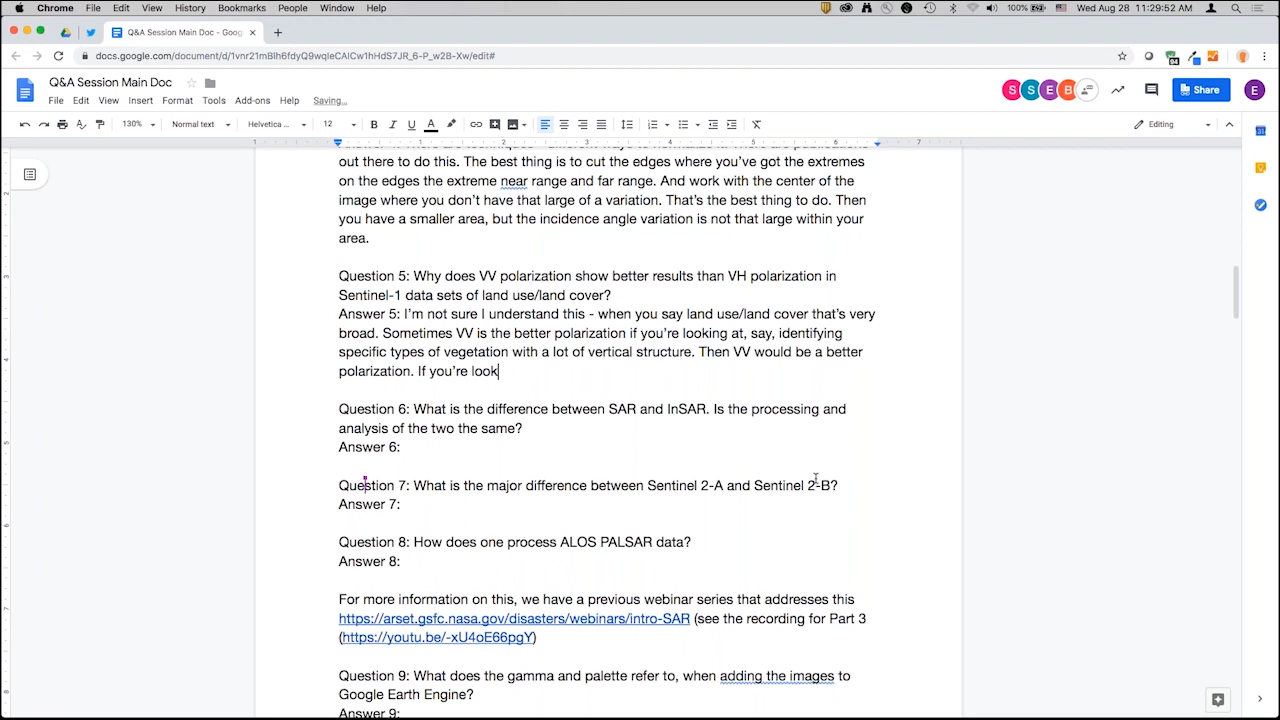 Chrome File Edit View History Bookmarks People Window Help 100% Wed Aug 28 11:29:52 AM
Q&A Session Main Doc - Goog
docs.google.com/document/d/1vnr21mBlh6fdyQ9wqIeCAlCw1hHdS7JR_6-P_w2B-Xw/edit#
Q&A Session Main Doc
File Edit View Insert Format Tools Add-ons Help Saving...
S S E B Share E
130% Normal text Helvetica ... 12 B I U A Editing
1 1 2 3 4 5 6 7
out there to do this. The best thing is to cut the edges where you've got the extremes
on the edges the extreme near range and far range. And work with the center of the
image where you don't have that large of a variation. That's the best thing to do. Then
you have a smaller area, but the incidence angle variation is not that large within your
area.
Question 5: Why does VV polarization show better results than VH polarization in
Sentinel-1 data sets of land use/land cover?
Answer 5: I'm not sure I understand this - when you say land use/land cover that's very
broad. Sometimes VV is the better polarization if you're looking at, say, identifying
specific types of vegetation with a lot of vertical structure. Then VV would be a better
polarization. If you're look
Question 6: What is the difference between SAR and InSAR. Is the processing and
analysis of the two the same?
Answer 6:
Question 7: What is the major difference between Sentinel 2-A and Sentinel 2-B?
Answer 7:
Question 8: How does one process ALOS PALSAR data?
Answer 8:
For more information on this, we have a previous webinar series that addresses this
https://arset.gsfc.nasa.gov/disasters/webinars/intro-SAR (see the recording for Part 3
(https://youtu.be/-xU4oE66pgY)
Question 9: What does the gamma and palette refer to, when adding the images to
Google Earth Engine?
Answer 9: